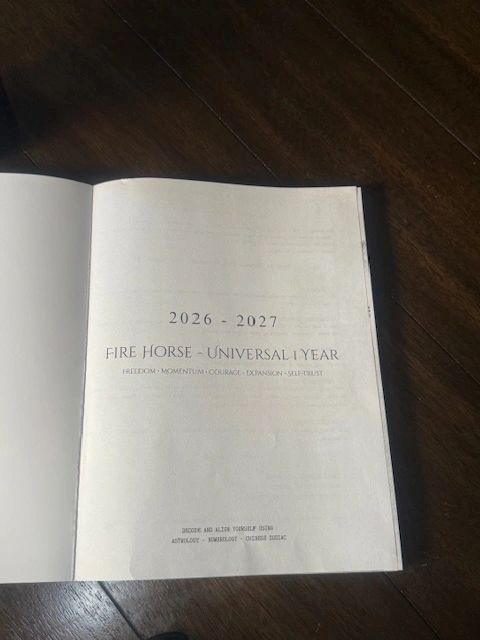 2026 - 2027
FIRE HORSE - UNIVERSAL 1 YEAR
FREEDOM • MOMENTUM • COURAGE • EXPANSION • SELF-TRUST
DECODE AND ALIGN YOURSELF USING
ASTROLOGY - NUMEROLOGY - CHINESE ZODIAC